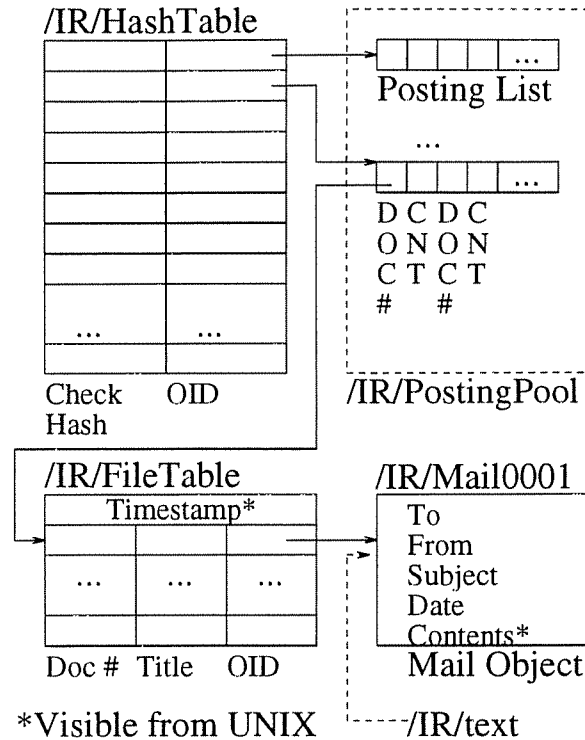 /IR/HashTable
...
Posting List
...
...
D C D C
O N O N
C T C T
# #
... ...
Check Hash
OID
/IR/PostingPool
/IR/FileTable
Timestamp*
... ... ...
Doc # Title OID
/IR/Mail0001
To
From
Subject
Date
Contents*
Mail Object
*Visible from UNIX
/IR/text